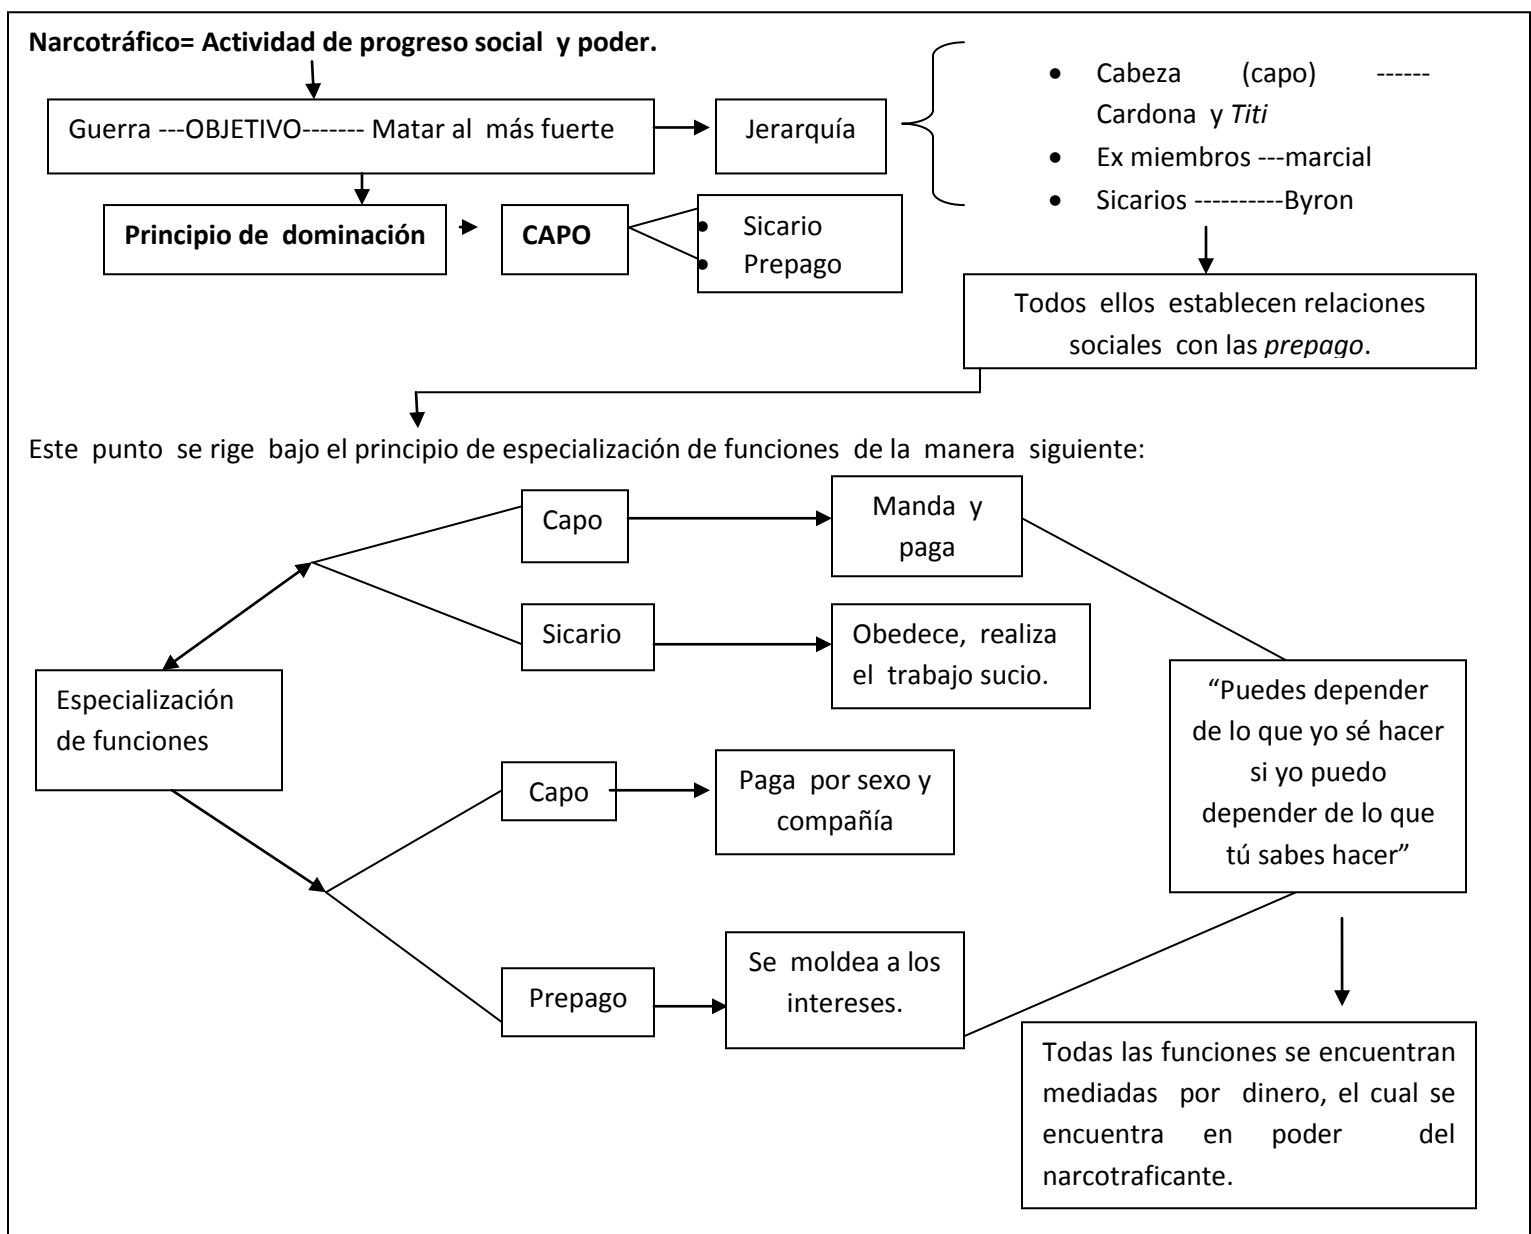 Narcotráfico= Actividad de progreso social y poder.
Guerra ---OBJETIVO------- Matar al más fuerte
Jerarquía
• Cabeza (capo) ------
Cardona y Titi
• Ex miembros ---marcial
• Sicarios ----------Byron
Principio de dominación
CAPO
• Sicario
• Prepago
Todos ellos establecen relaciones
sociales con las prepago.
Este punto se rige bajo el principio de especialización de funciones de la manera siguiente:
Capo
Manda y
paga
Sicario
Obedece, realiza
el trabajo sucio.
Especialización
de funciones
“Puedes depender
de lo que yo sé hacer
si yo puedo
depender de lo que
tú sabes hacer”
Capo
Paga por sexo y
compañía
Prepago
Se moldea a los
intereses.
Todas las funciones se encuentran
mediadas por dinero, el cual se
encuentra en poder del
narcotraficante.